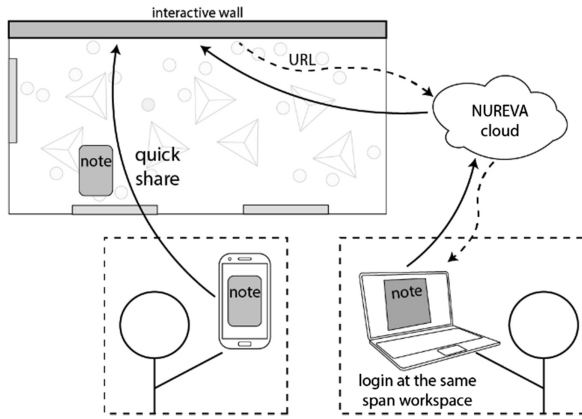 interactive wall
URL
NUREVA
cloud
note
quick
share
note
note
login at the same
span workspace